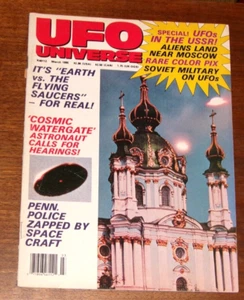 UFO
UNIVERSE
IT'S "EARTH
vs. THE
FLYING
SAUCERS"
— FOR REAL!
'COSMIC
WATERGATE'
ASTRONAUT
CALLS FOR
HEARINGS!
PENN.
POLICE
ZAPPED BY
SPACE
CRAFT
SPECIAL! UFOs
IN THE USSR!
ALIENS LAND
NEAR MOSCOW
RARE COLOR PIX
SOVIET MILITARY
ON UFOs